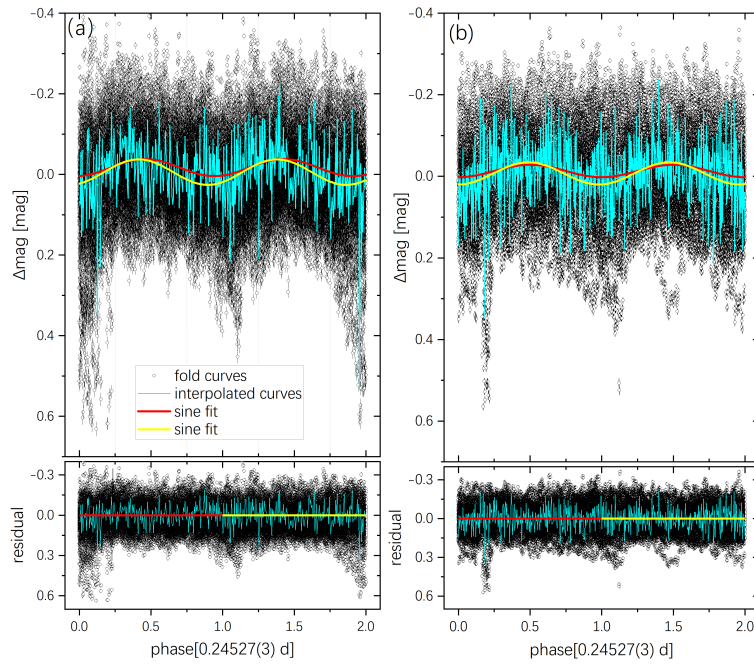 (a)
(b)
-0.4
-0.2
0.0
0.2
0.4
0.6
Δmag [mag]
-0.4
-0.2
0.0
0.2
0.4
0.6
Δmag [mag]
fold curves
interpolated curves
sine fit
sine fit
-0.3
0.0
0.3
0.6
residual
-0.3
0.0
0.3
0.6
residual
0.0 0.5 1.0 1.5 2.0
0.0 0.5 1.0 1.5 2.0
phase[0.24527(3) d]
phase[0.24527(3) d]